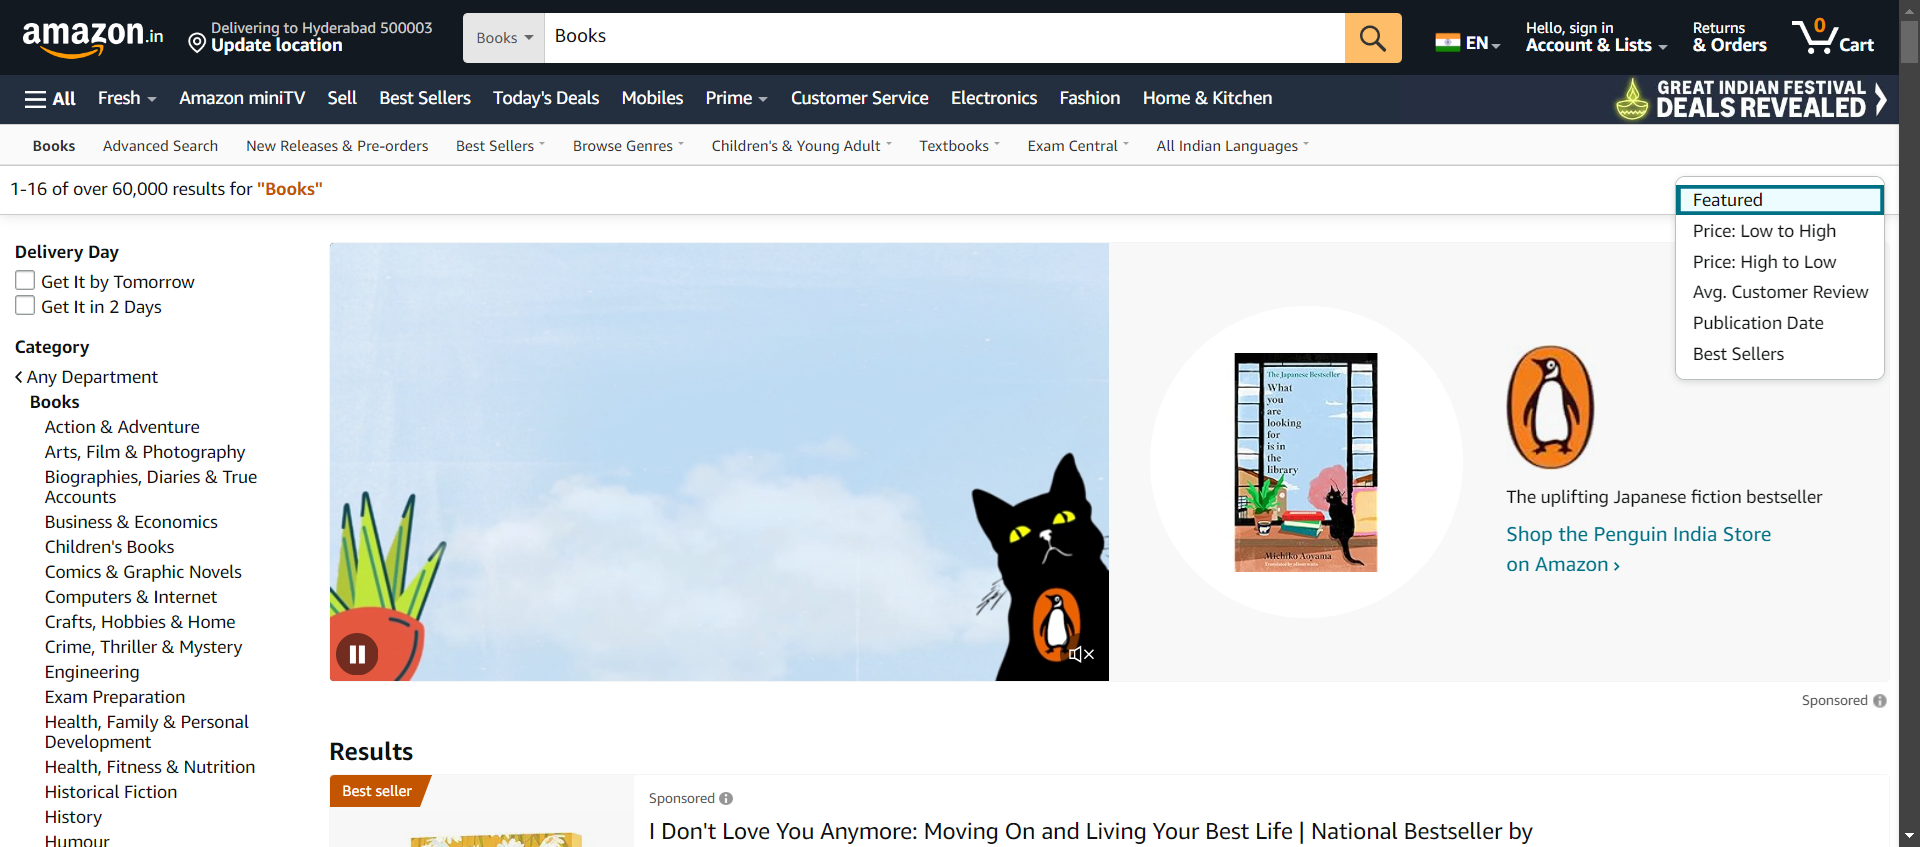 amazon.in
Delivering to Hyderabad 500003
Update location
Books
Books
EN
Hello, sign in
Account & Lists
Returns
& Orders
0
Cart
All
Fresh
Amazon miniTV
Sell
Best Sellers
Today's Deals
Mobiles
Prime
Customer Service
Electronics
Fashion
Home & Kitchen
GREAT INDIAN FESTIVAL
DEALS REVEALED
Books
Advanced Search
New Releases & Pre-orders
Best Sellers
Browse Genres
Children's & Young Adult
Textbooks
Exam Central
All Indian Languages
1-16 of over 60,000 results for "Books"
Featured
Price: Low to High
Price: High to Low
Avg. Customer Review
Publication Date
Best Sellers
Delivery Day
Get It by Tomorrow
Get It in 2 Days
Category
Any Department
Books
Action & Adventure
Arts, Film & Photography
Biographies, Diaries & True
Accounts
Business & Economics
Children's Books
Comics & Graphic Novels
Computers & Internet
Crafts, Hobbies & Home
Crime, Thriller & Mystery
Engineering
Exam Preparation
Health, Family & Personal
Development
Health, Fitness & Nutrition
Historical Fiction
History
Humour
The Japanese Bestseller
What
you
are
looking
for
is in
the
library
Michiko Aoyama
The uplifting Japanese fiction bestseller
Shop the Penguin India Store
on Amazon ›
Sponsored
Results
Best seller
Sponsored
I Don't Love You Anymore: Moving On and Living Your Best Life | National Bestseller by